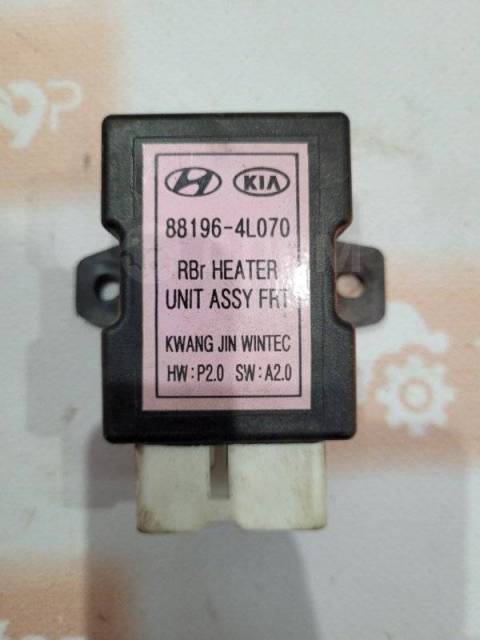 KIA
88196-4L070
RBr HEATER
UNIT ASSY FRT
KWANG JIN WINTEC
HW:P2.0 SW:A2.0